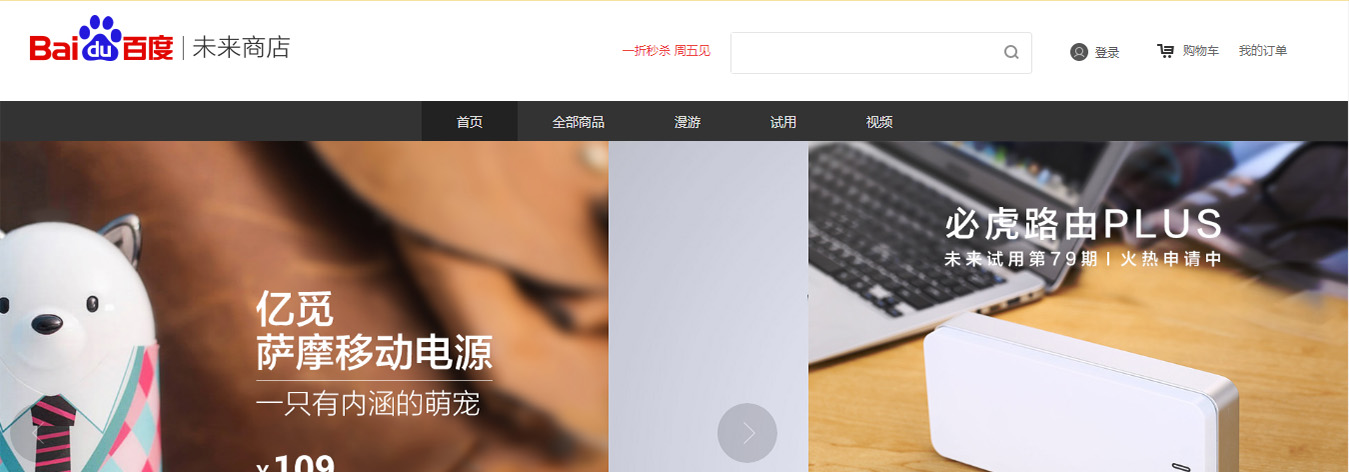 Bai du 百度 | 未来商店
一折秒杀 周五见
登录
购物车
我的订单
首页
全部商品
漫游
试用
视频
亿觅
萨摩移动电源
一只有内涵的萌宠
¥109
必虎路由PLUS
未来试用第79期 | 火热申请中